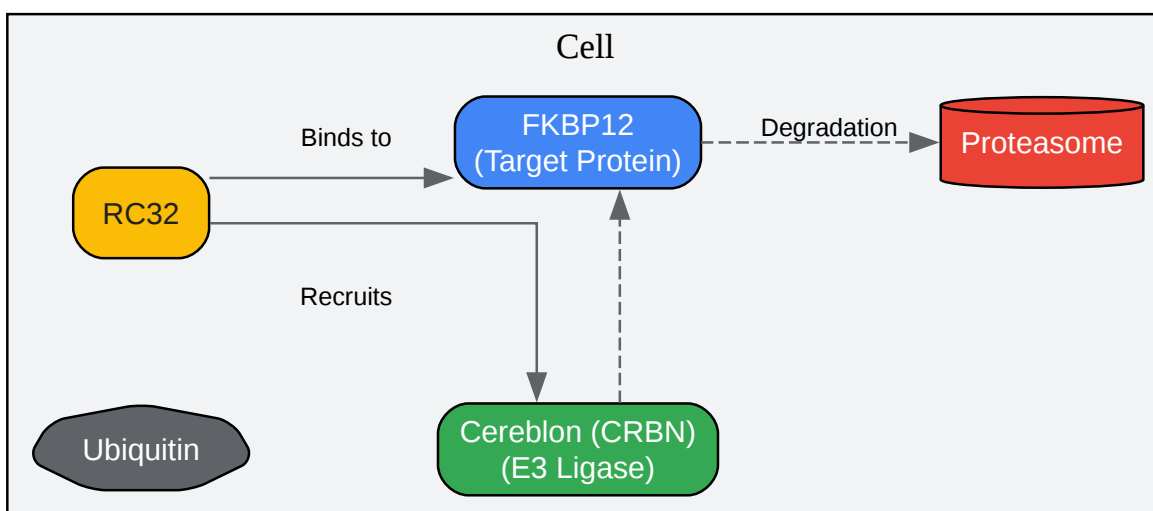 Cell
FKBP12
(Target Protein)
Degradation
Proteasome
Binds to
RC32
Recruits
Cereblon (CRBN)
(E3 Ligase)
Ubiquitin